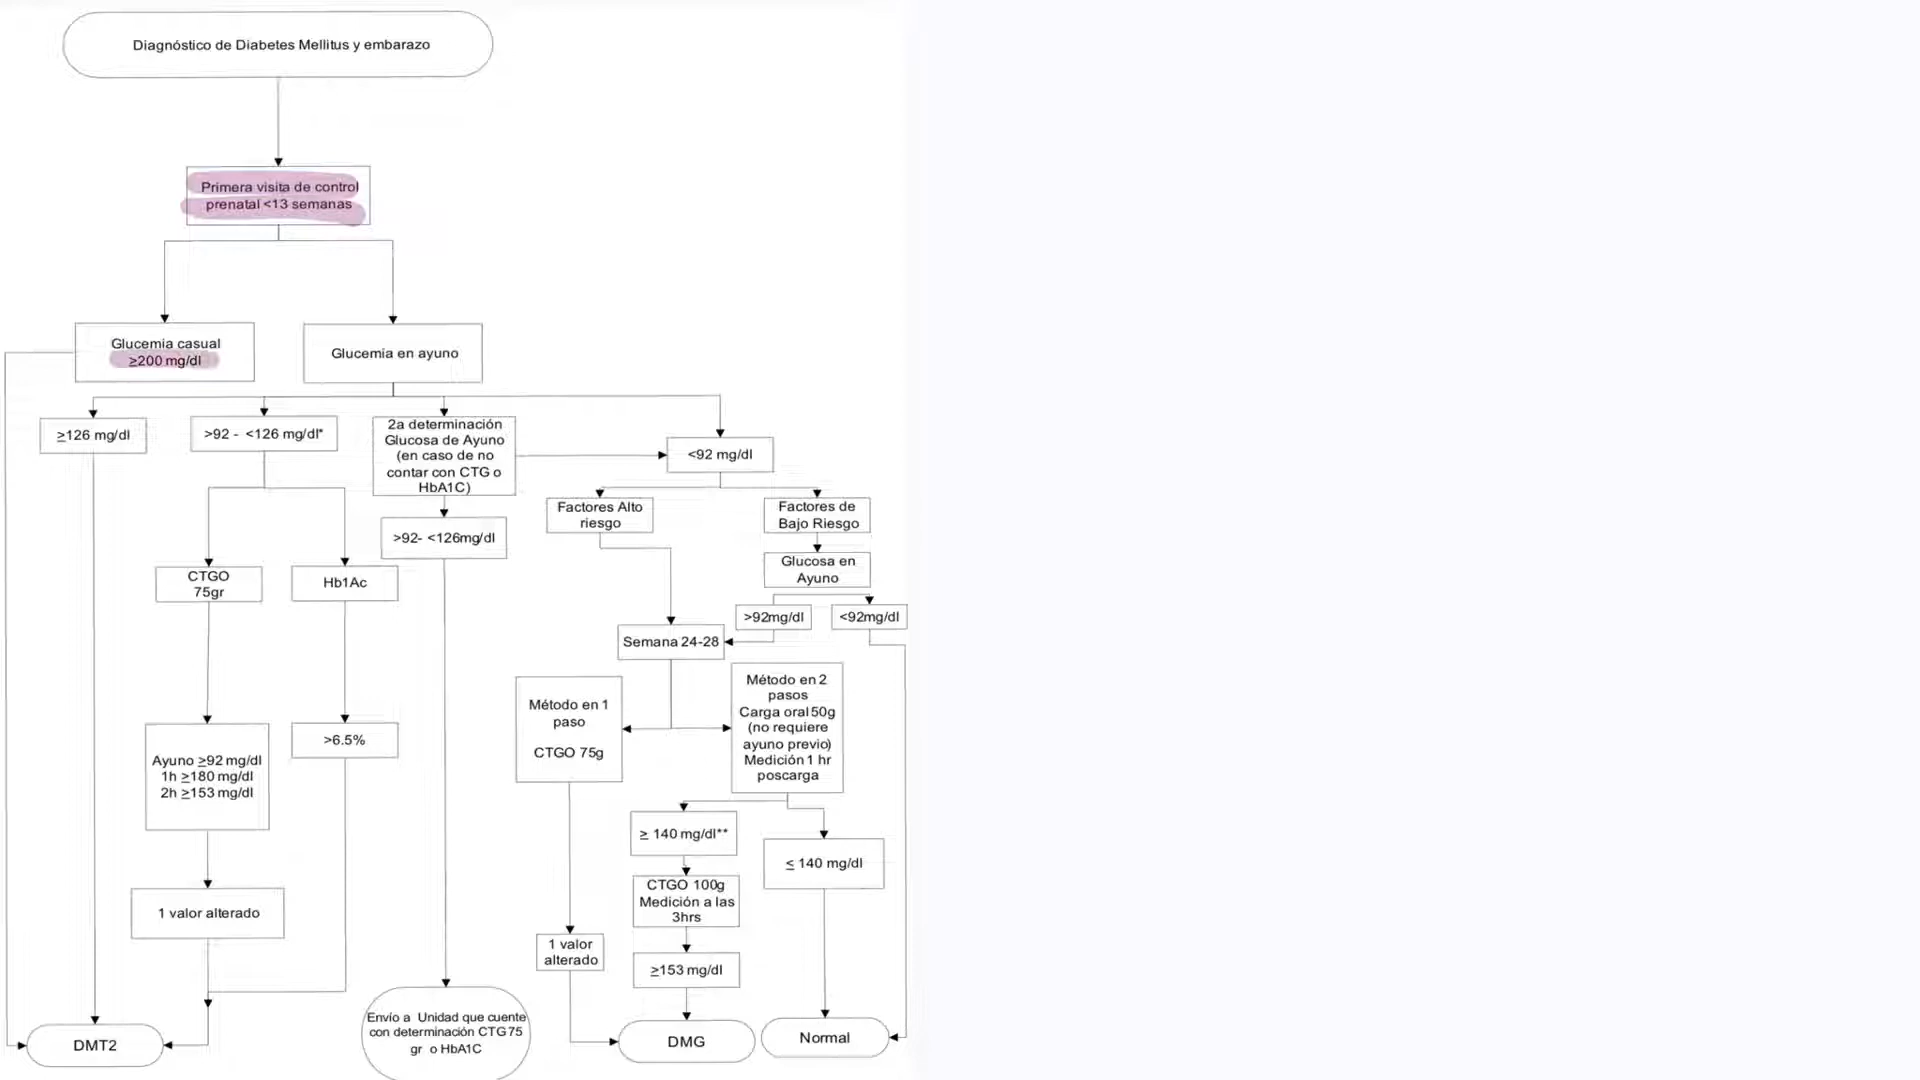 Diagnóstico de Diabetes Mellitus y embarazo
Primera visita de control
prenatal <13 semanas
Glucemia casual
≥200 mg/dl
Glucemia en ayuno
≥126 mg/dl
>92 - <126 mg/dl*
2a determinación
Glucosa de Ayuno
(en caso de no
contar con CTG o
HbA1C)
<92 mg/dl
Factores Alto
riesgo
Factores de
Bajo Riesgo
>92- <126mg/dl
Glucosa en
Ayuno
CTGO
75gr
Hb1Ac
>92mg/dl
<92mg/dl
Semana 24-28
Método en 1
paso
CTGO 75g
Método en 2
pasos
Carga oral 50g
(no requiere
ayuno previo)
Medición 1 hr
poscarga
Ayuno ≥92 mg/dl
1h ≥180 mg/dl
2h ≥153 mg/dl
>6.5%
≥ 140 mg/dl**
≤ 140 mg/dl
CTGO 100g
Medición a las
3hrs
1 valor alterado
1 valor
alterado
≥153 mg/dl
Envío a Unidad que cuente
con determinación CTG 75
gr o HbA1C
DMT2
DMG
Normal